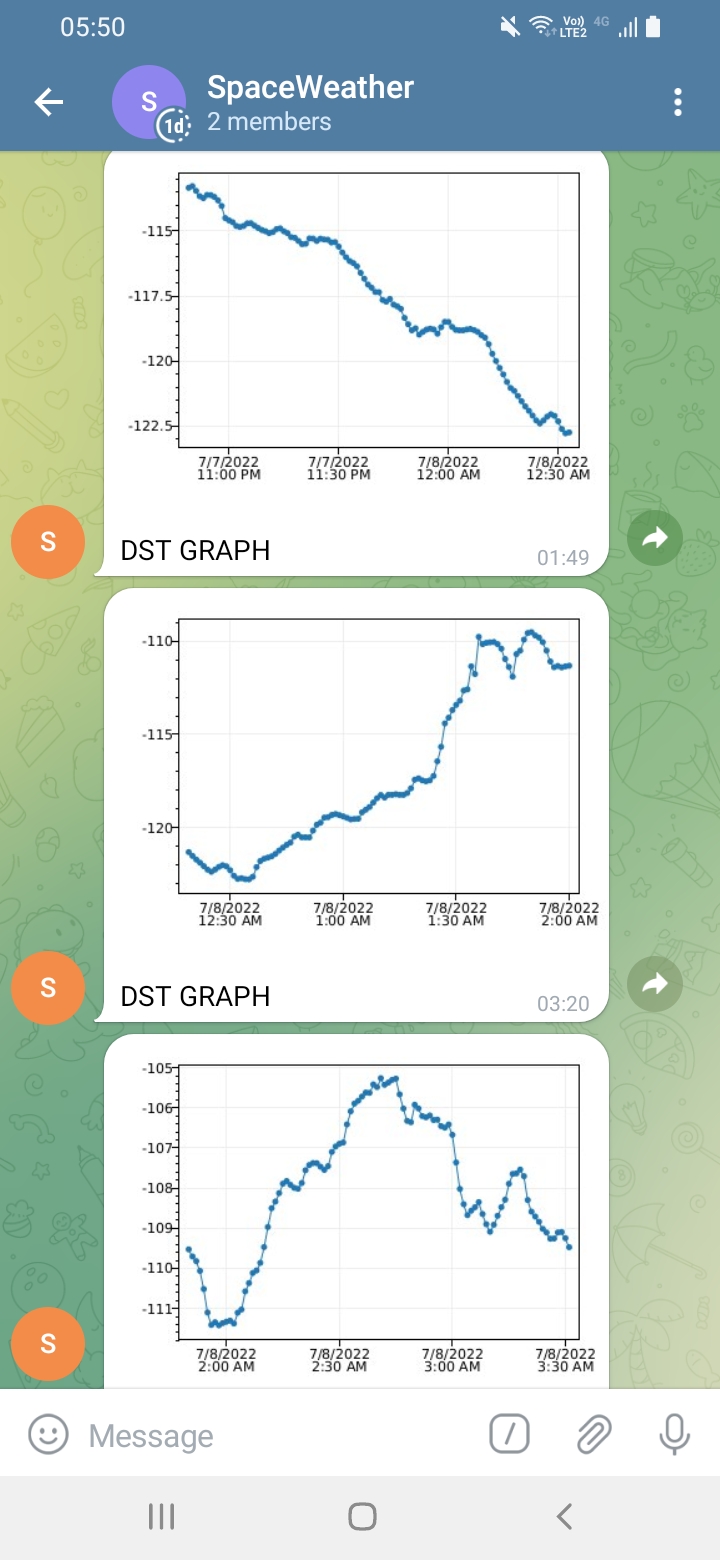 05:50
Vo)) 4G
LTE2
S
1d
SpaceWeather
2 members
-115
-117.5
-120
-122.5
7/7/2022 7/7/2022 7/8/2022 7/8/2022
11:00 PM 11:30 PM 12:00 AM 12:30 AM
S
DST GRAPH
01:49
-110
-115
-120
7/8/2022 7/8/2022 7/8/2022 7/8/2022
12:30 AM 1:00 AM 1:30 AM 2:00 AM
S
DST GRAPH
03:20
-105
-106
-107
-108
-109
-110
-111
7/8/2022 7/8/2022 7/8/2022 7/8/2022
2:00 AM 2:30 AM 3:00 AM 3:30 AM
S
Message